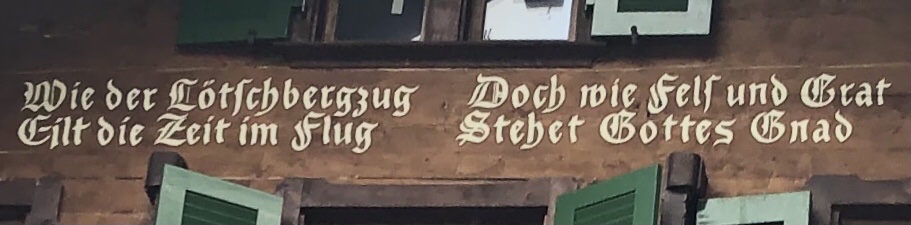 Wie der Lötſchbergzug
Eilt die Zeit im Flug
Doch wie Felſ und Grat
Stehet Gottes Gnad